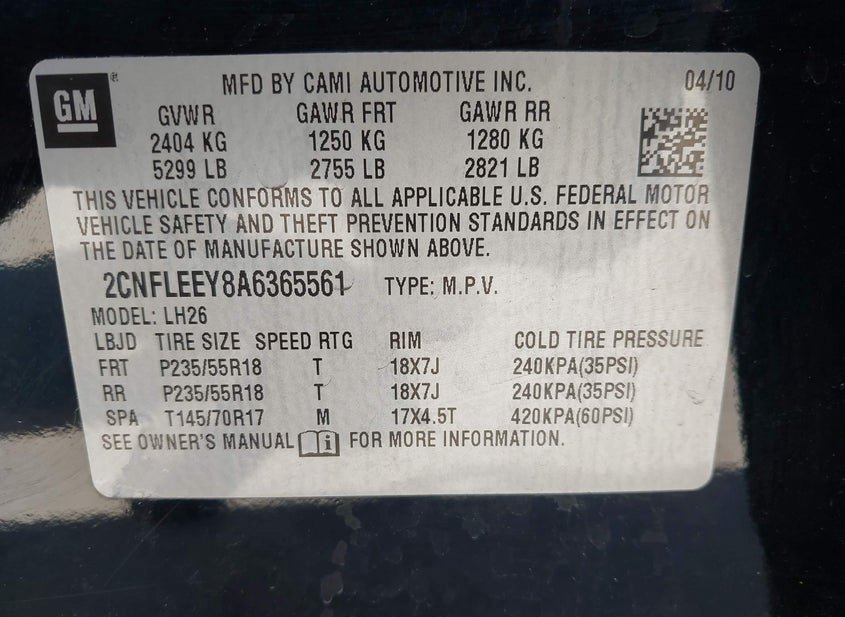 GM ® MFD BY CAMI AUTOMOTIVE INC. 04/10
GVWR GAWR FRT GAWR RR
2404 KG 1250 KG 1280 KG
5299 LB 2755 LB 2821 LB
THIS VEHICLE CONFORMS TO ALL APPLICABLE U.S. FEDERAL MOTOR
VEHICLE SAFETY AND THEFT PREVENTION STANDARDS IN EFFECT ON
THE DATE OF MANUFACTURE SHOWN ABOVE.
2CNFLEEY8A6365561 TYPE: M.P.V.
MODEL: LH26
LBJD TIRE SIZE SPEED RTG RIM COLD TIRE PRESSURE
FRT P235/55R18 T 18X7J 240KPA(35PSI)
RR P235/55R18 T 18X7J 240KPA(35PSI)
SPA T145/70R17 M 17X4.5T 420KPA(60PSI)
SEE OWNER'S MANUAL i FOR MORE INFORMATION.